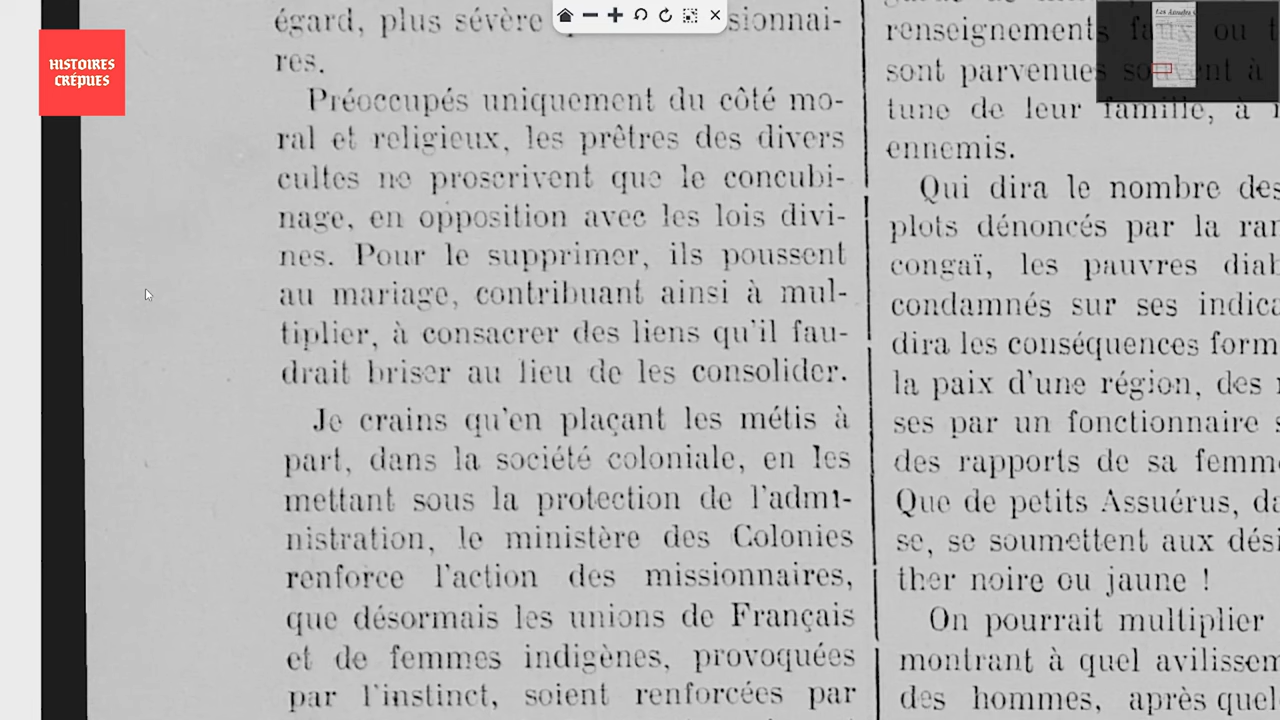 HISTOIRES
CRÉPUES
égard, plus sévère
sionnai-
res.
Préoccupés uniquement du côté mo-
ral et religieux, les prêtres des divers
cultes ne proscrivent que le concubi-
nage, en opposition avec les lois divi-
nes. Pour le supprimer, ils poussent
au mariage, contribuant ainsi à mul-
tiplier, à consacrer des liens qu'il fau-
drait briser au lieu de les consolider.
Je crains qu'en plaçant les métis à
part, dans la société coloniale, en les
mettant sous la protection de l'admi-
nistration, le ministère des Colonies
renforce l'action des missionnaires,
que désormais les unions de Français
et de femmes indigènes, provoquées
par l'instinct, soient renforcées par
renseignements faux ou
sont parvenues souvent à
tune de leur famille, à
ennemis.
Qui dira le nombre des
plots dénoncés par la
congaï, les pauvres
condamnés sur ses
dira les conséquences
la paix d'une région, des
ses par un fonctionnaire
des rapports de sa
Que de petits Assuérus,
se, se soumettent aux
ther noire ou jaune !
On pourrait multiplier
montrant à quel
des hommes, après